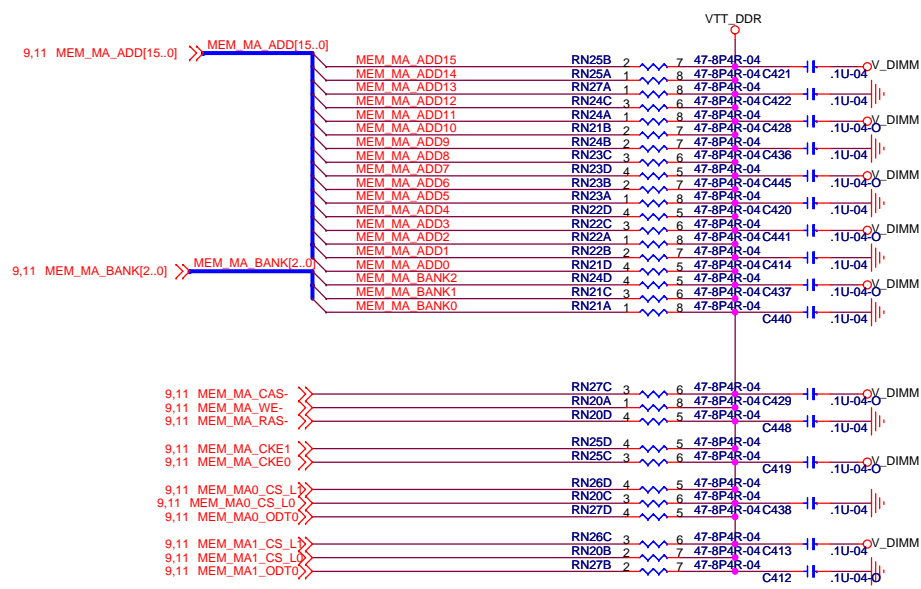 VTT_DDR
9,11 MEM_MA_ADD[15..0] MEM_MA_ADD[15..0]
MEM_MA_ADD15 RN25B 2 7 47-8P4R-04 V_DIMM
MEM_MA_ADD14 RN25A 1 8 47-8P4R-04 C421 .1U-04
MEM_MA_ADD13 RN27A 1 8 47-8P4R-04
MEM_MA_ADD12 RN24C 3 6 47-8P4R-04 C422 .1U-04
MEM_MA_ADD11 RN24A 1 8 47-8P4R-04 V_DIMM
MEM_MA_ADD10 RN21B 2 7 47-8P4R-04 C428 .1U-04-O
MEM_MA_ADD9 RN24B 2 7 47-8P4R-04
MEM_MA_ADD8 RN23C 3 6 47-8P4R-04 C436 .1U-04
MEM_MA_ADD7 RN23D 4 5 47-8P4R-04 V_DIMM
MEM_MA_ADD6 RN23B 2 7 47-8P4R-04 C445 .1U-04-O
MEM_MA_ADD5 RN23A 1 8 47-8P4R-04
MEM_MA_ADD4 RN22D 4 5 47-8P4R-04 C420 .1U-04
MEM_MA_ADD3 RN22C 3 6 47-8P4R-04 V_DIMM
MEM_MA_ADD2 RN22A 1 8 47-8P4R-04 C441 .1U-04-O
MEM_MA_ADD1 RN22B 2 7 47-8P4R-04
9,11 MEM_MA_BANK[2..0] MEM_MA_BANK[2..0] MEM_MA_ADD0 RN21D 4 5 47-8P4R-04 C414 .1U-04
MEM_MA_BANK2 RN24D 4 5 47-8P4R-04 V_DIMM
MEM_MA_BANK1 RN21C 3 6 47-8P4R-04 C437 .1U-04-O
MEM_MA_BANK0 RN21A 1 8 47-8P4R-04
C440 .1U-04
9,11 MEM_MA_CAS- RN27C 3 6 47-8P4R-04 V_DIMM
9,11 MEM_MA_WE- RN20A 1 8 47-8P4R-04 C429 .1U-04-O
9,11 MEM_MA_RAS- RN20D 4 5 47-8P4R-04
C448 .1U-04
9,11 MEM_MA_CKE1 RN25D 4 5 47-8P4R-04
9,11 MEM_MA_CKE0 RN25C 3 6 47-8P4R-04 V_DIMM
C419 .1U-04-O
9,11 MEM_MA0_CS_L1 RN26D 4 5 47-8P4R-04
9,11 MEM_MA0_CS_L0 RN20C 3 6 47-8P4R-04
9,11 MEM_MA0_ODT0 RN27D 4 5 47-8P4R-04 C438 .1U-04
9,11 MEM_MA1_CS_L1 RN26C 3 6 47-8P4R-04 V_DIMM
9,11 MEM_MA1_CS_L0 RN20B 2 7 47-8P4R-04 C413 .1U-04
9,11 MEM_MA1_ODT0 RN27B 2 7 47-8P4R-04
C412 .1U-04-O